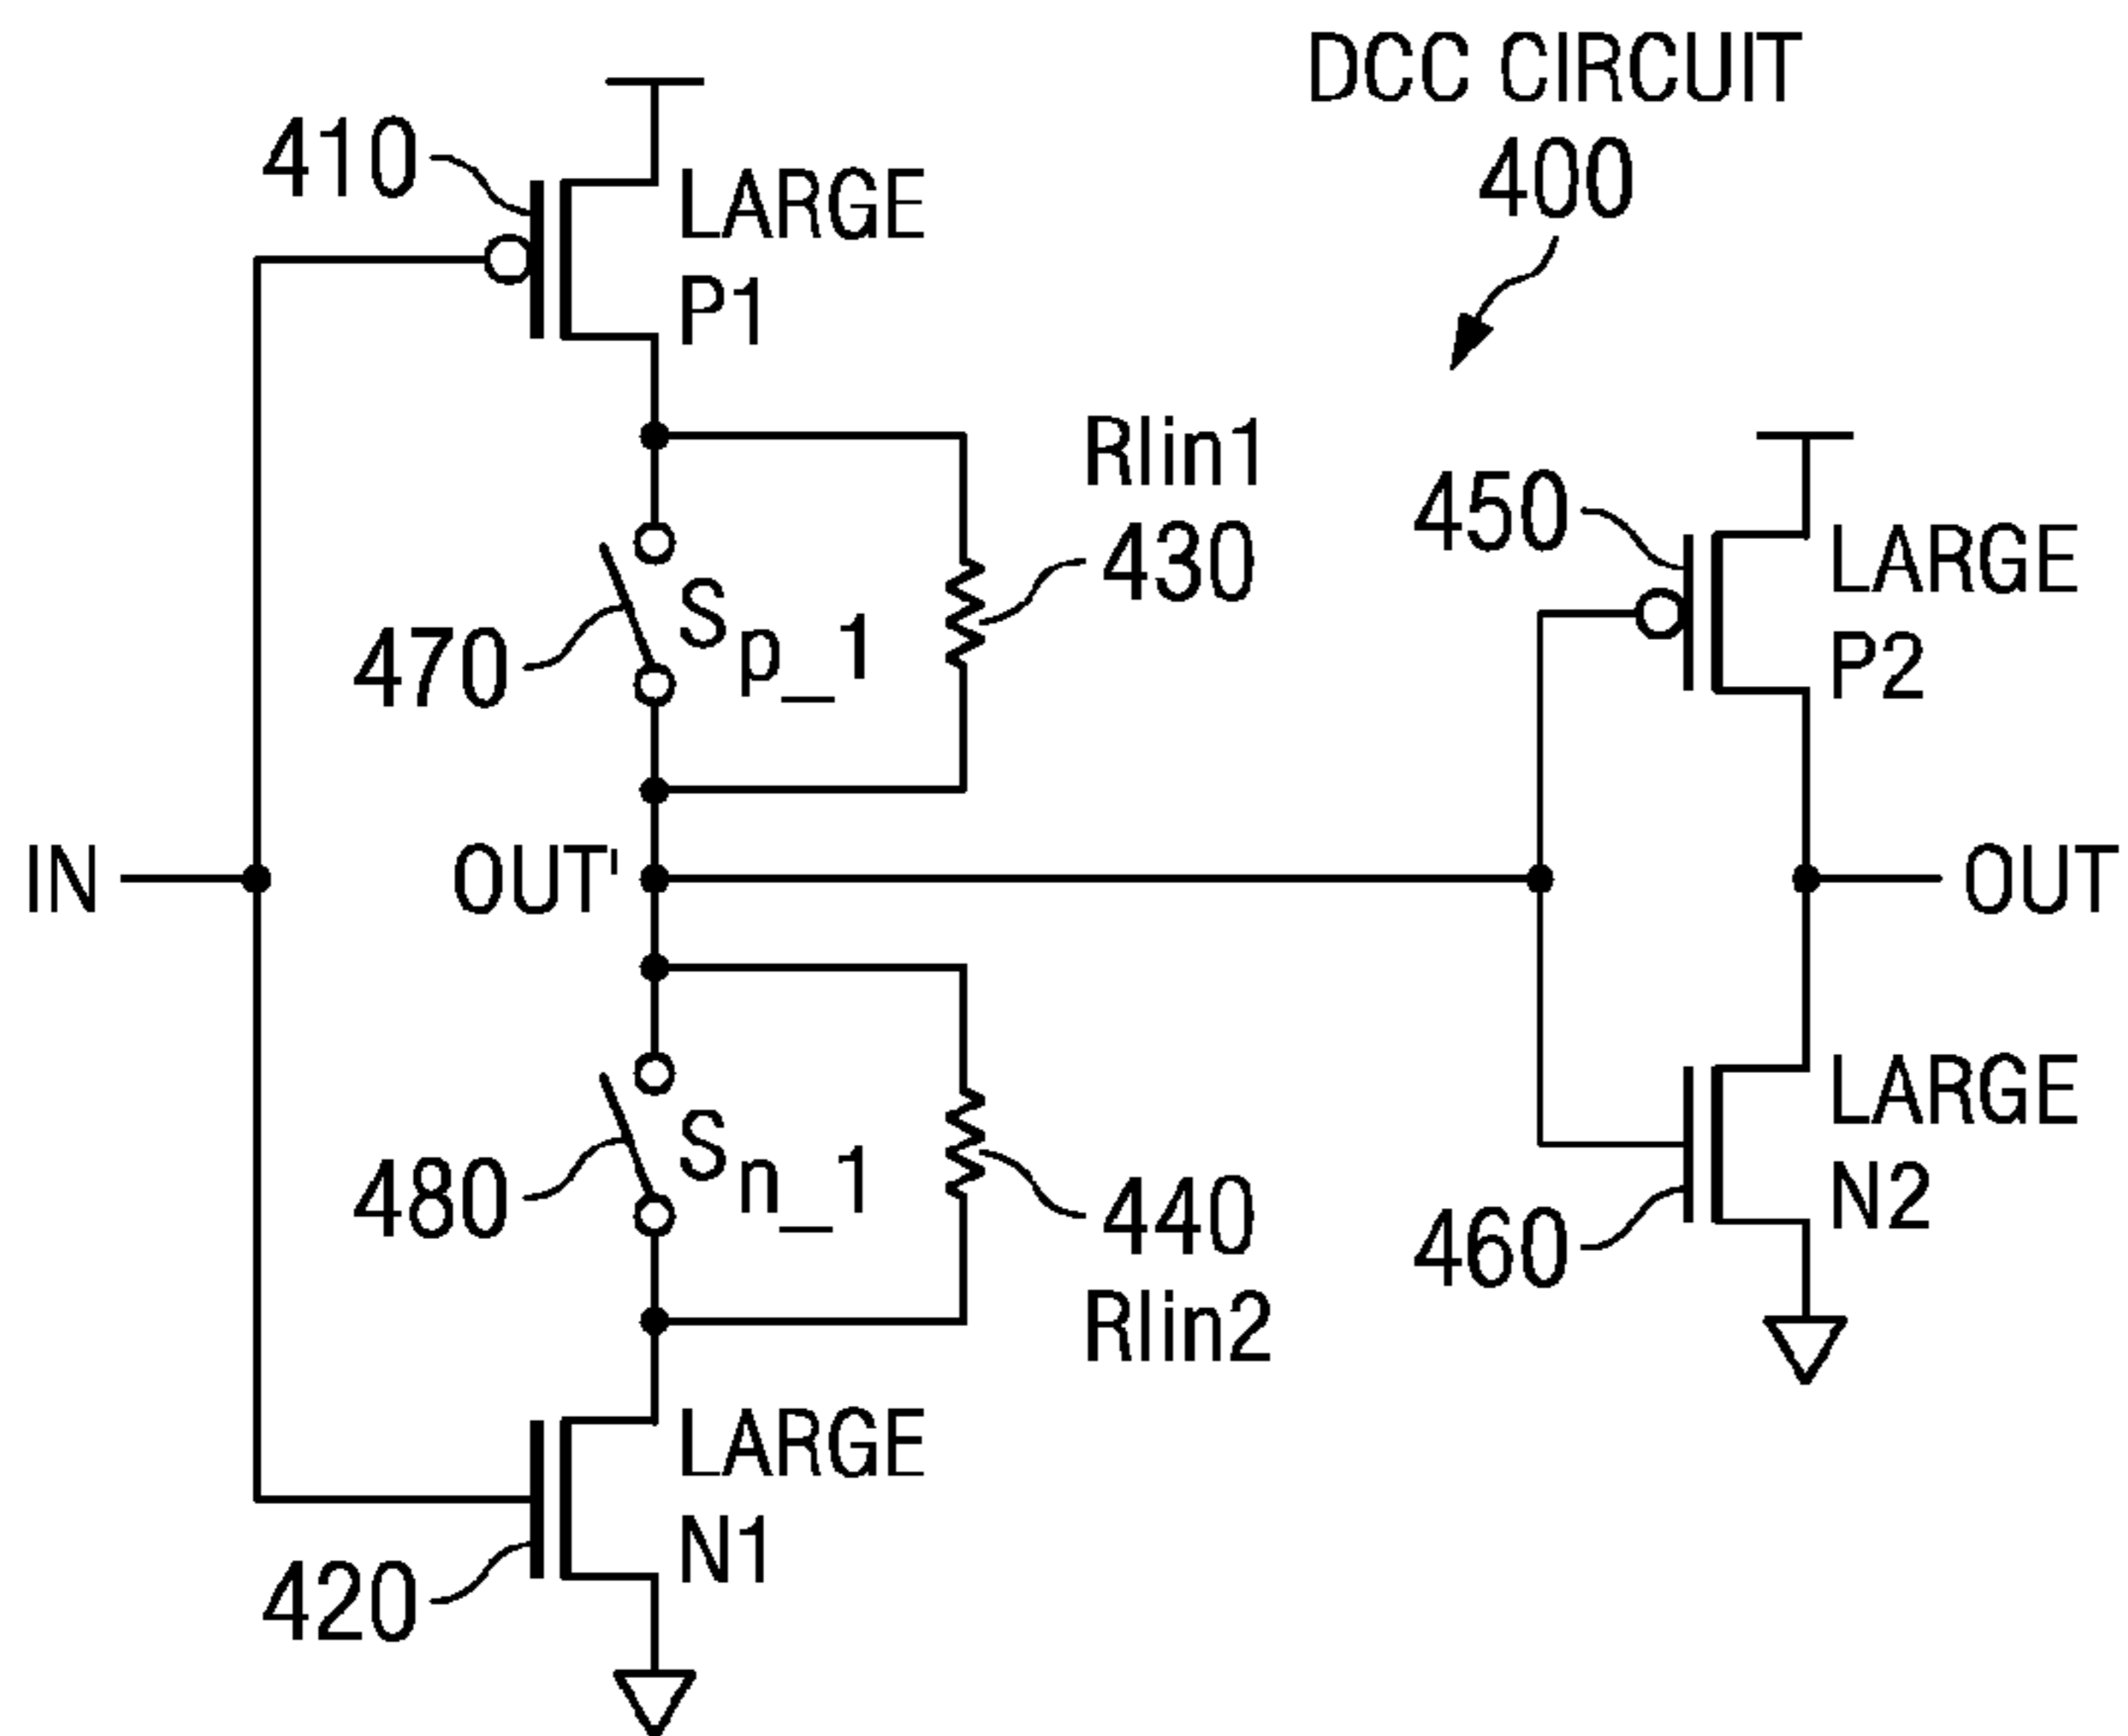 DCC CIRCUIT
400
410
LARGE
P1
Rlin1
430
470
Sp_1
450
LARGE
P2
IN
OUT'
OUT
480
Sn_1
440
Rlin2
LARGE
N2
460
LARGE
N1
420